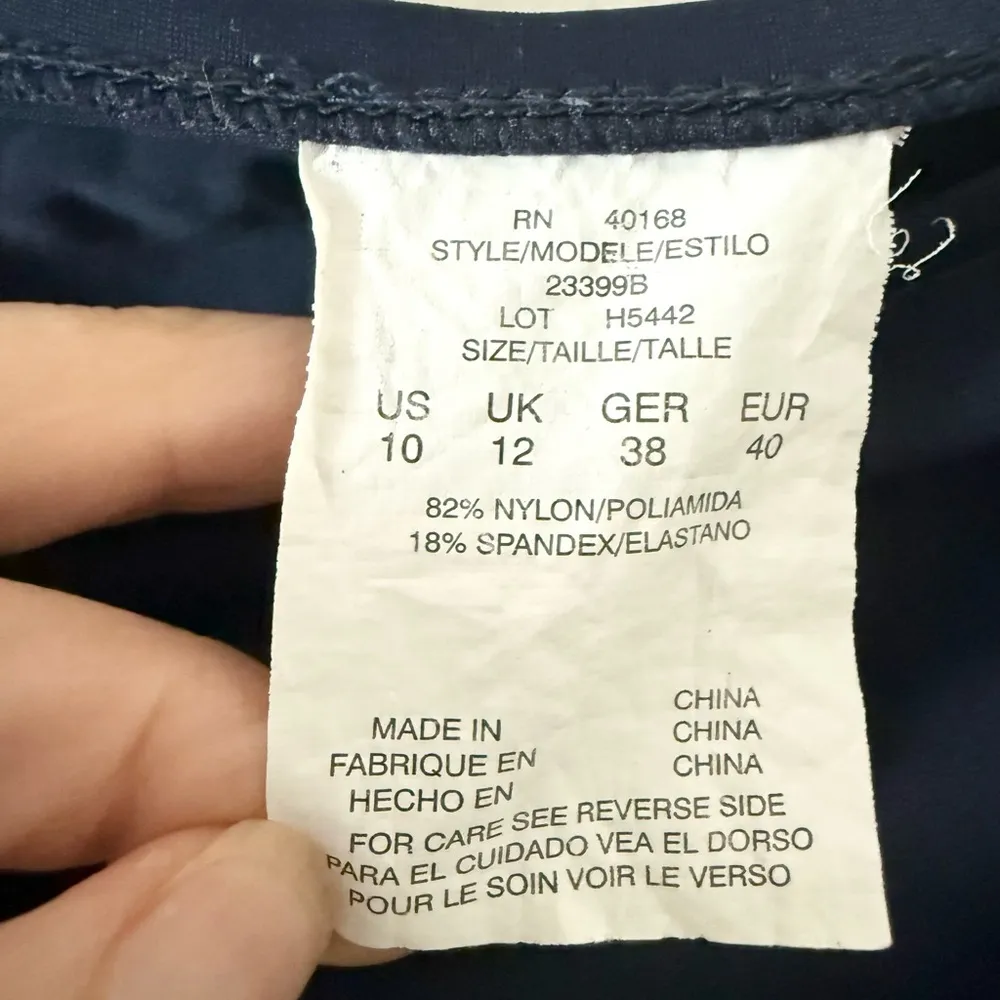 RN 40168
STYLE/MODELE/ESTILO
23399B
LOT H5442
SIZE/TAILLE/TALLE
US UK GER EUR
10 12 38 40
82% NYLON/POLIAMIDA
18% SPANDEX/ELASTANO
CHINA
MADE IN CHINA
FABRIQUE EN CHINA
HECHO EN
FOR CARE SEE REVERSE SIDE
PARA EL CUIDADO VEA EL DORSO
POUR LE SOIN VOIR LE VERSO